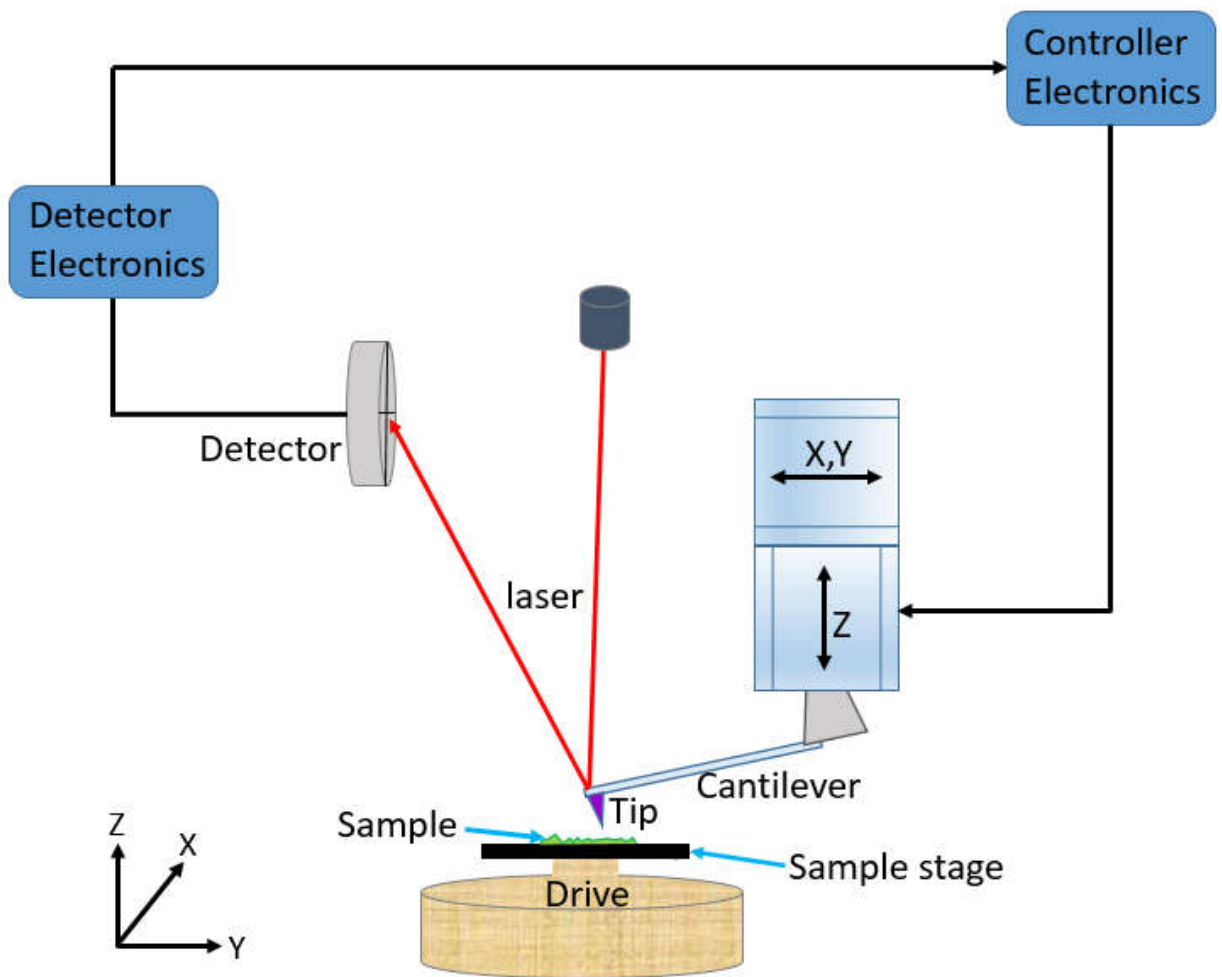 Controller
Electronics
Detector
Electronics
Detector
X,Y
laser
Z
Cantilever
Tip
Sample
Sample stage
Drive
Z
X
Y